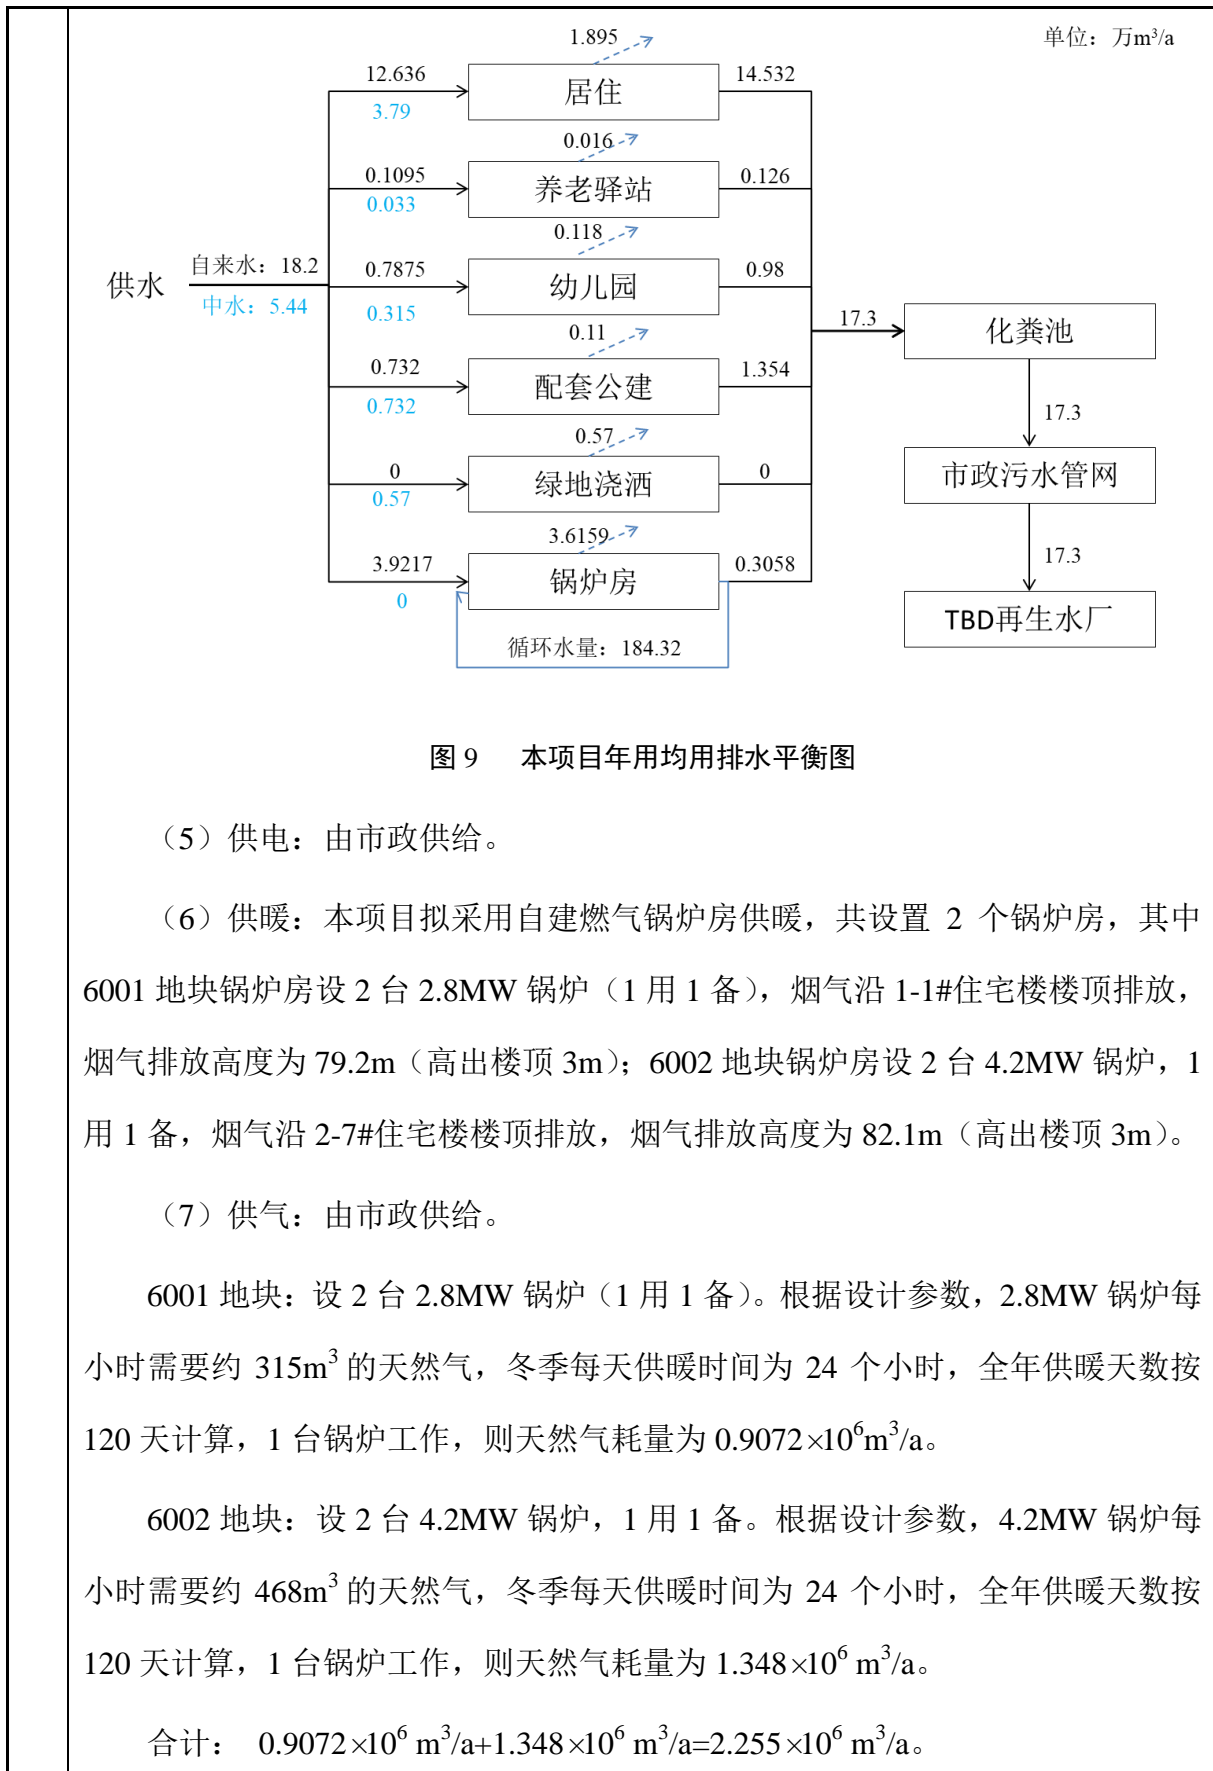 单位：万m³/a
1.895
12.636
居住
14.532
3.79
0.016
0.1095
养老驿站
0.126
0.033
0.118
供水
自来水：18.2
中水：5.44
0.7875
幼儿园
0.98
0.315
17.3
化粪池
0.11
0.732
配套公建
1.354
0.732
17.3
0.57
0
绿地浇洒
0
0.57
市政污水管网
3.6159
3.9217
锅炉房
0.3058
0
17.3
TBD再生水厂
循环水量：184.32
图 9 本项目年用均用排水平衡图
（5）供电：由市政供给。
（6）供暖：本项目拟采用自建燃气锅炉房供暖，共设置 2 个锅炉房，其中
6001 地块锅炉房设 2 台 2.8MW 锅炉（1 用 1 备），烟气沿 1-1#住宅楼楼顶排放，
烟气排放高度为 79.2m（高出楼顶 3m）；6002 地块锅炉房设 2 台 4.2MW 锅炉，1
用 1 备，烟气沿 2-7#住宅楼楼顶排放，烟气排放高度为 82.1m（高出楼顶 3m）。
（7）供气：由市政供给。
6001 地块：设 2 台 2.8MW 锅炉（1 用 1 备）。根据设计参数，2.8MW 锅炉每
小时需要约 315m³ 的天然气，冬季每天供暖时间为 24 个小时，全年供暖天数按
120 天计算，1 台锅炉工作，则天然气耗量为 0.9072×10⁶m³/a。
6002 地块：设 2 台 4.2MW 锅炉，1 用 1 备。根据设计参数，4.2MW 锅炉每
小时需要约 468m³ 的天然气，冬季每天供暖时间为 24 个小时，全年供暖天数按
120 天计算，1 台锅炉工作，则天然气耗量为 1.348×10⁶ m³/a。
合计： 0.9072×10⁶ m³/a+1.348×10⁶ m³/a=2.255×10⁶ m³/a。